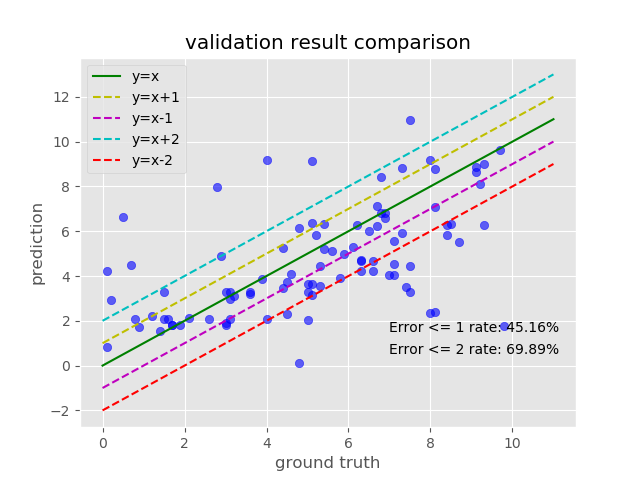 validation result comparison
y=x
y=x+1
y=x-1
y=x+2
y=x-2
12
10
8
6
4
2
0
−2
prediction
Error <= 1 rate: 45.16%
Error <= 2 rate: 69.89%
0 2 4 6 8 10
ground truth